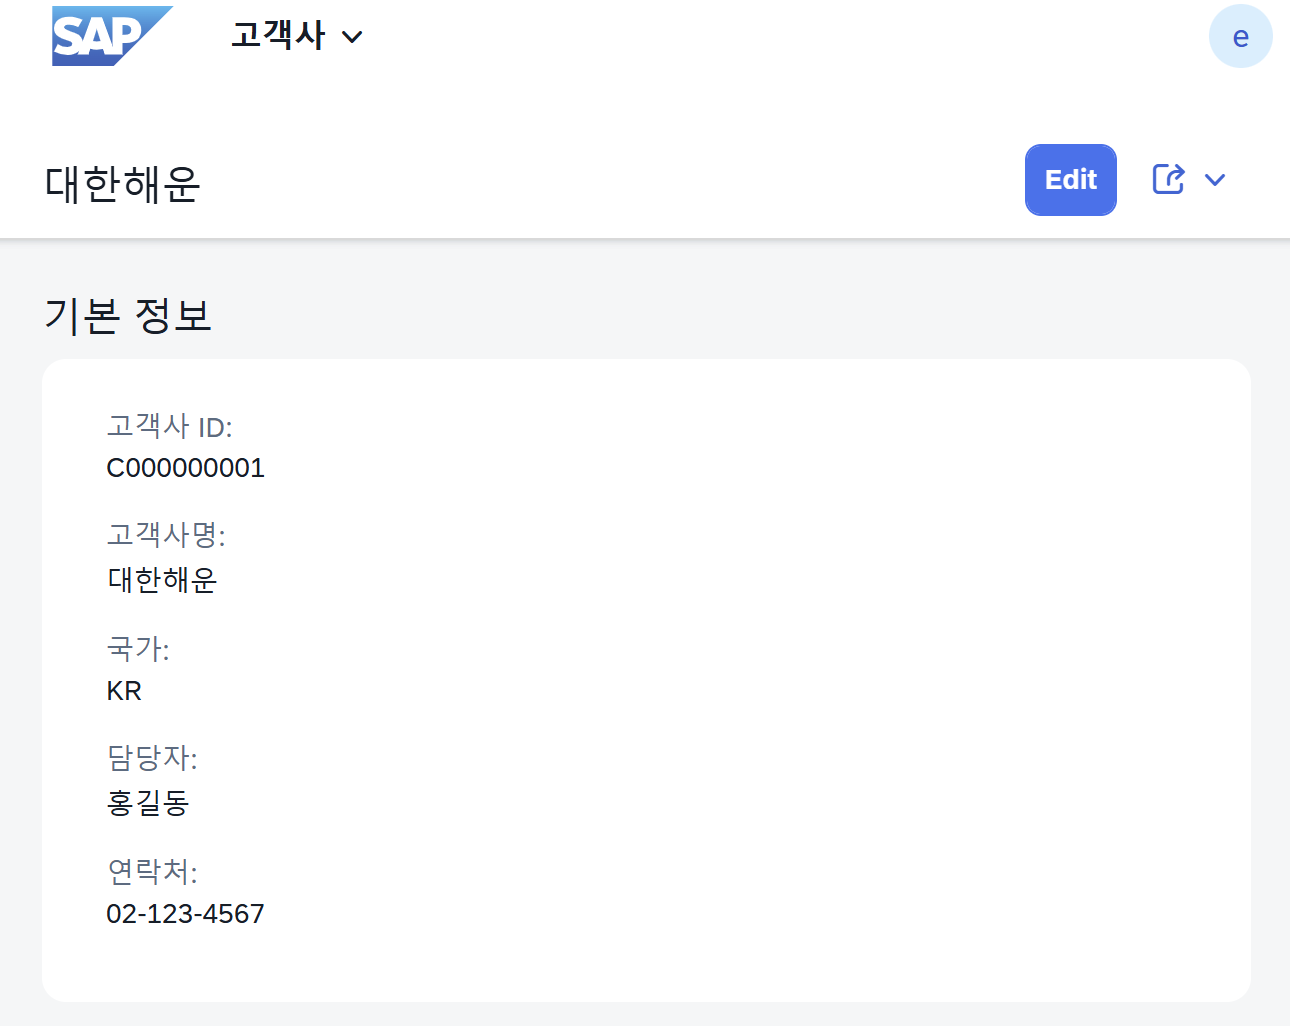 SAP 고객사 e
대한해운 Edit
기본 정보
고객사 ID:
C000000001
고객사명:
대한해운
국가:
KR
담당자:
홍길동
연락처:
02-123-4567